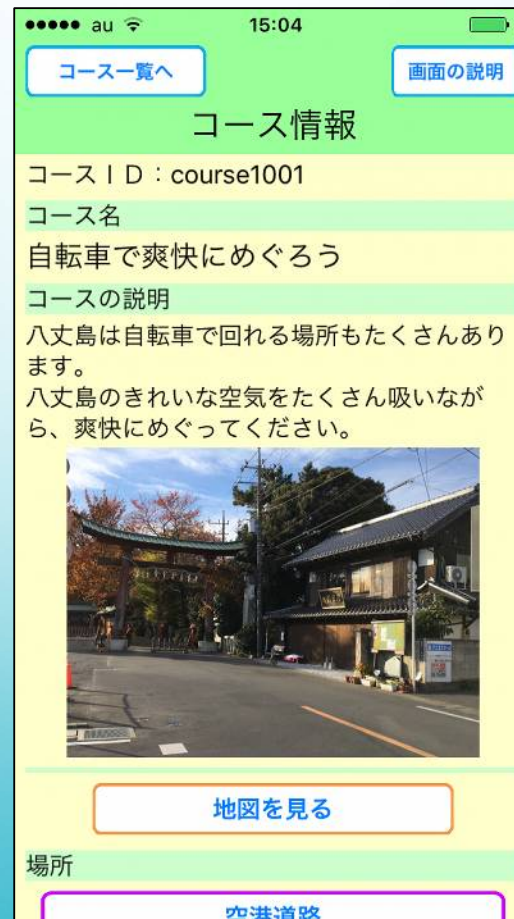 au 15:04
コース一覧へ 画面の説明
コース情報
コースＩＤ：course1001
コース名
自転車で爽快にめぐろう
コースの説明
八丈島は自転車で回れる場所もたくさんあり
ます。
八丈島のきれいな空気をたくさん吸いなが
ら、爽快にめぐってください。
地図を見る
場所
空港道路